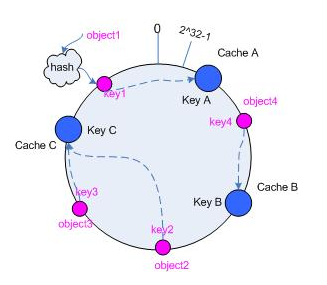 object1
0
2^32-1
hash
Cache A
key1
Key A
object4
key4
Key C
Cache C
Cache B
Key B
key3
object3
key2
object2